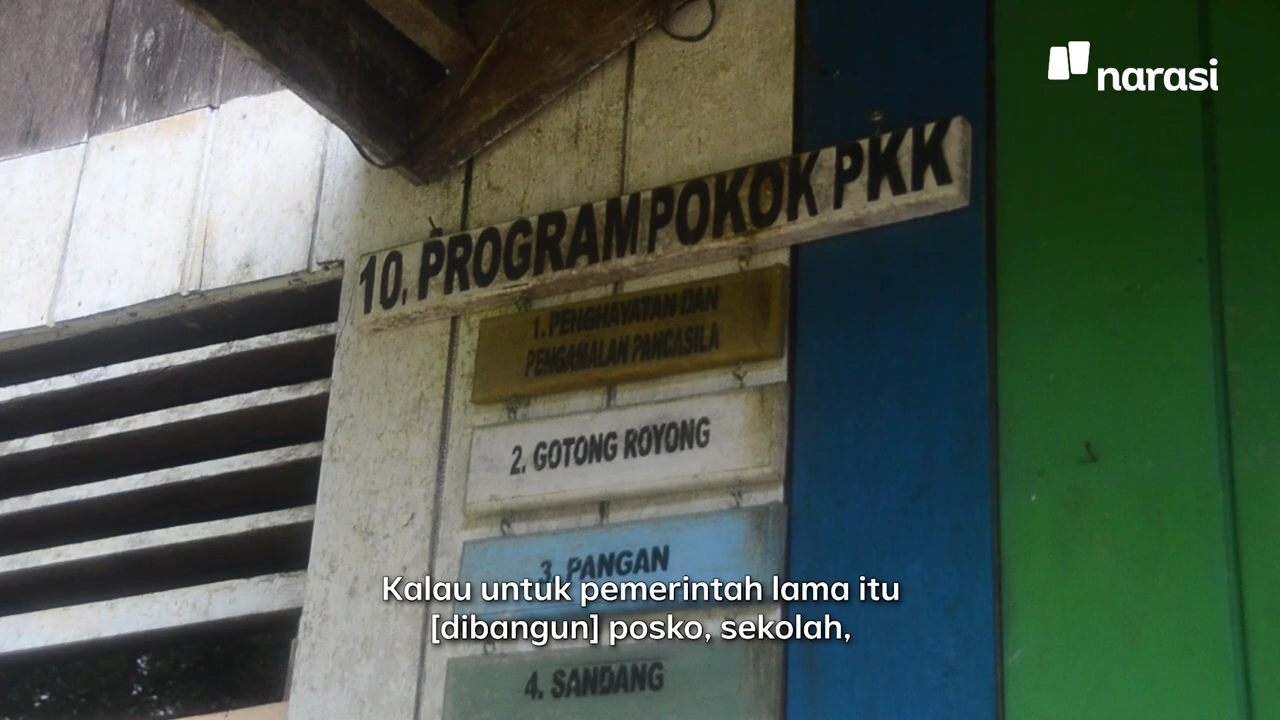 narasi
10. PROGRAM POKOK PKK
1. PENGHAYATAN DAN
PENGAMALAN PANCASILA
2. GOTONG ROYONG
3. PANGAN
Kalau untuk pemerintah lama itu
[dibangun] posko, sekolah,
4. SANDANG